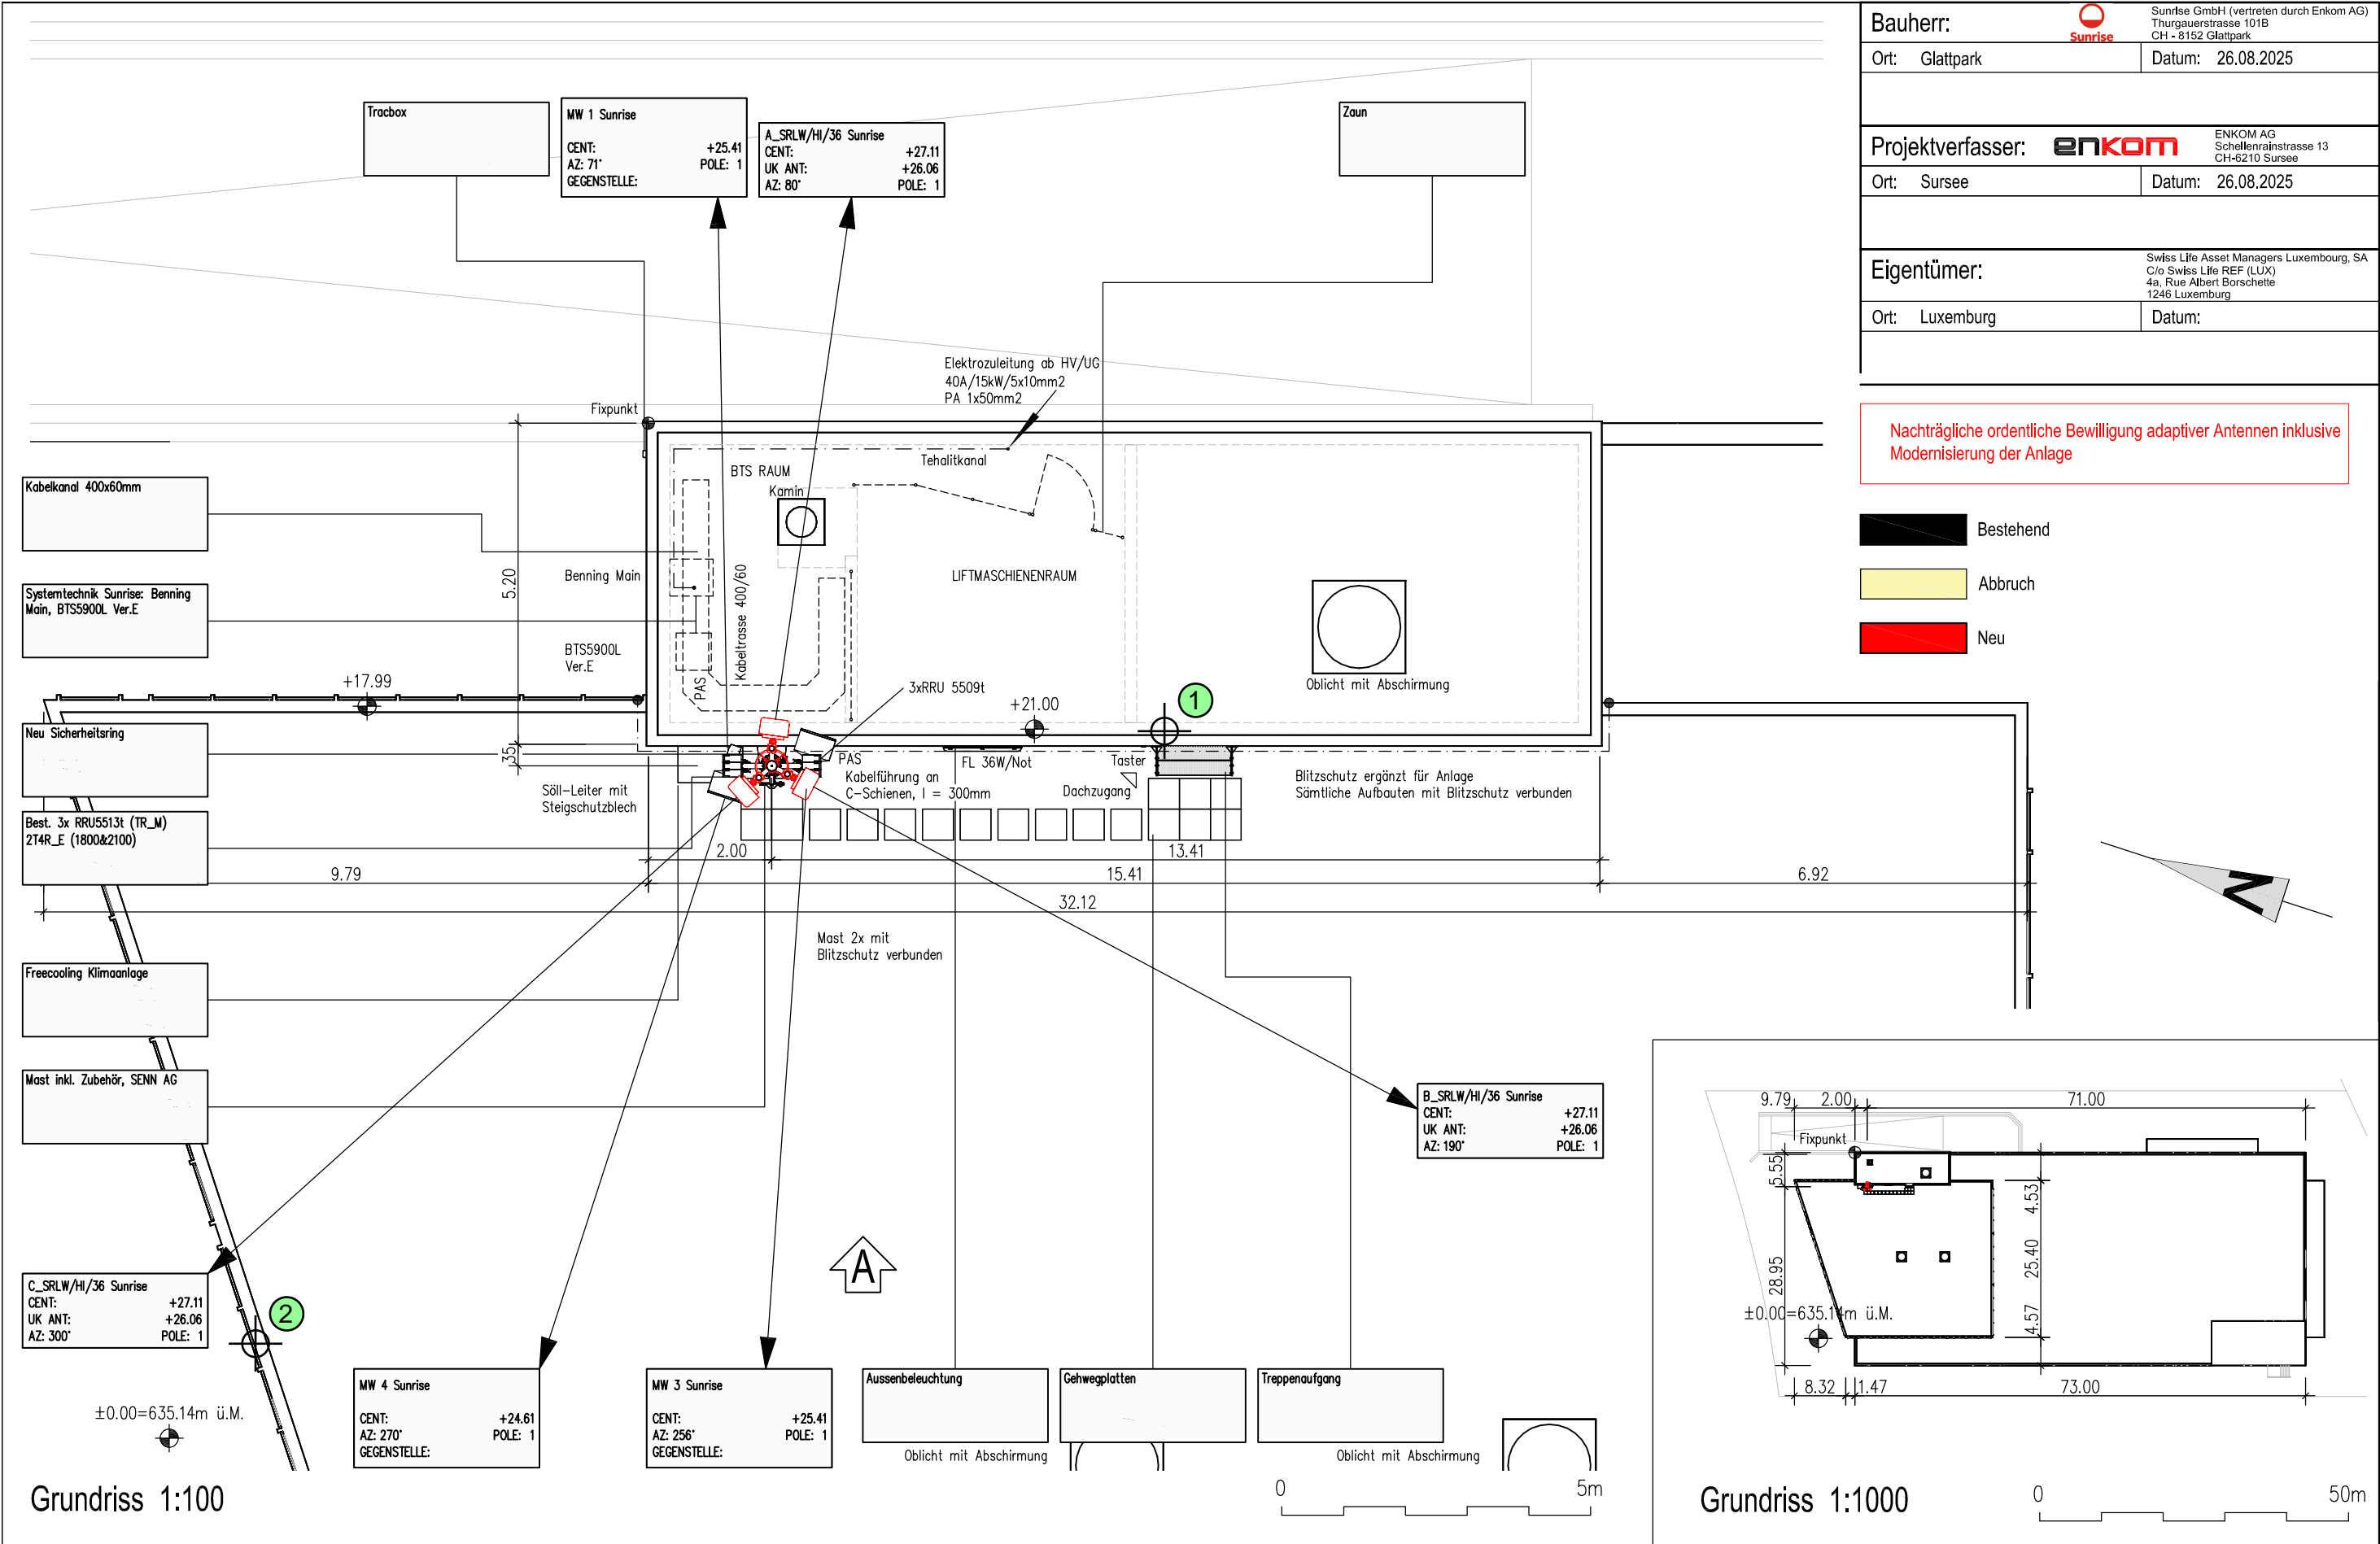 Bauherr:
Sunrise
Sunrise GmbH (vertreten durch Enkom AG)
Thurgauerstrasse 101B
CH - 8152 Glattpark
Ort: Glattpark
Datum: 26.08.2025
Projektverfasser:
enkom
ENKOM AG
Schellenrainstrasse 13
CH-6210 Sursee
Ort: Sursee
Datum: 26.08.2025
Eigentümer:
Swiss Life Asset Managers Luxembourg, SA
C/o Swiss Life REF (LUX)
4a, Rue Albert Borschette
1246 Luxemburg
Ort: Luxemburg
Datum:
Nachträgliche ordentliche Bewilligung adaptiver Antennen inklusive
Modernisierung der Anlage
Bestehend
Abbruch
Neu
Tracbox
MW 1 Sunrise
CENT: +25.41
AZ: 71° POLE: 1
GEGENSTELLE:
A_SRLW/HI/36 Sunrise
CENT: +27.11
UK ANT: +26.06
AZ: 80° POLE: 1
Zaun
Elektrozuleitung ab HV/UG
40A/15kW/5x10mm2
PA 1x50mm2
Fixpunkt
BTS RAUM
Tehalitkanal
Kamin
Kabelkanal 400x60mm
5.20
Benning Main
Kabeltrasse 400/60
LIFTMASCHIENENRAUM
Systemtechnik Sunrise: Benning
Main, BTS5900L Ver.E
BTS5900L
Ver.E
PAS
3xRRU 5509t
Oblicht mit Abschirmung
+17.99
+21.00
1
Neu Sicherheitsring
35
PAS
FL 36W/Not
Taster
Kabelführung an
C-Schienen, l = 300mm
Dachzugang
Blitzschutz ergänzt für Anlage
Sämtliche Aufbauten mit Blitzschutz verbunden
Söll-Leiter mit
Steigschutzblech
Best. 3x RRU5513t (TR_M)
2T4R_E (1800&2100)
2.00
13.41
9.79
15.41
6.92
32.12
N
Mast 2x mit
Blitzschutz verbunden
Freecooling Klimaanlage
Mast inkl. Zubehör, SENN AG
B_SRLW/HI/36 Sunrise
CENT: +27.11
UK ANT: +26.06
AZ: 190° POLE: 1
A
C_SRLW/HI/36 Sunrise
CENT: +27.11
UK ANT: +26.06
AZ: 300° POLE: 1
2
MW 4 Sunrise
CENT: +24.61
AZ: 270° POLE: 1
GEGENSTELLE:
MW 3 Sunrise
CENT: +25.41
AZ: 256° POLE: 1
GEGENSTELLE:
Aussenbeleuchtung
Gehwegplatten
Treppenaufgang
Oblicht mit Abschirmung
Oblicht mit Abschirmung
±0.00=635.14m ü.M.
Grundriss 1:100
0 5m
9.79 2.00 71.00
Fixpunkt
5.55
4.53
28.95
25.40
±0.00=635.14m ü.M.
4.57
8.32 1.47 73.00
Grundriss 1:1000
0 50m